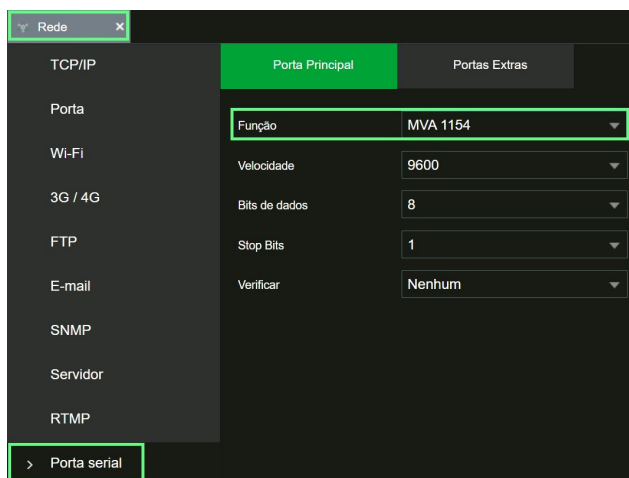 Rede ×
TCP/IP
Porta
Wi-Fi
3G / 4G
FTP
E-mail
SNMP
Servidor
RTMP
> Porta serial
Porta Principal
Portas Extras
Função MVA 1154
Velocidade 9600
Bits de dados 8
Stop Bits 1
Verificar Nenhum